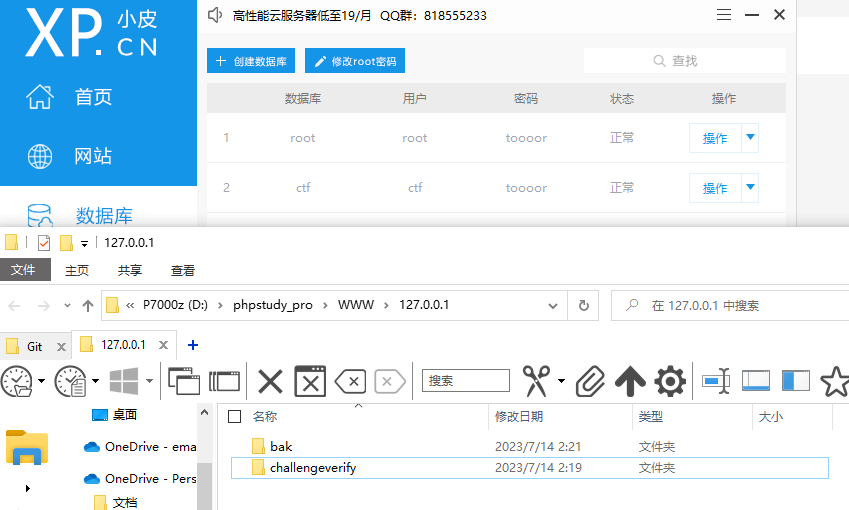 XP.小皮
.CN
高性能云服务器低至19/月 QQ群：818555233
创建数据库
修改root密码
查找
首页
网站
数据库
数据库 用户 密码 状态 操作
1 root root toooor 正常 操作
2 ctf ctf toooor 正常 操作
127.0.0.1
文件 主页 共享 查看
« P7000z (D:) › phpstudy_pro › WWW › 127.0.0.1
在 127.0.0.1 中搜索
Git 127.0.0.1
搜索
桌面
OneDrive - ema
OneDrive - Pers
文档
名称 修改日期 类型 大小
bak 2023/7/14 2:21 文件夹
challengeverify 2023/7/14 2:19 文件夹